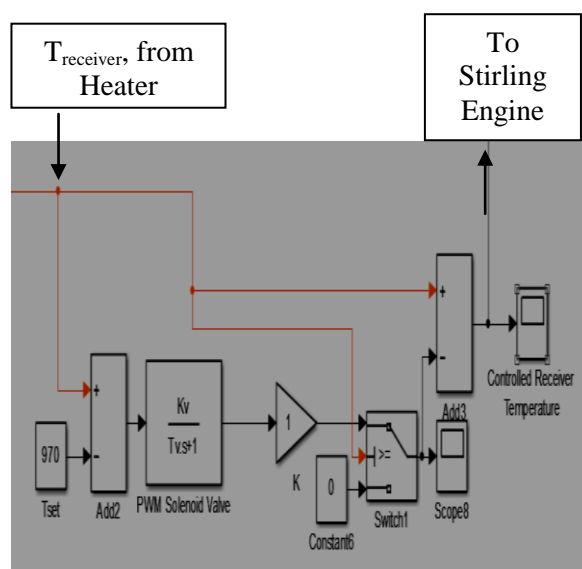 T_receiver, from
Heater
To
Stirling
Engine
+
-
Add3
Controlled Receiver
Temperature
970
Tset
+
-
Add2
Kv
Tv.s+1
PWM Solenoid Valve
1
K
0
Constant6
>=
Switch1
Scope8